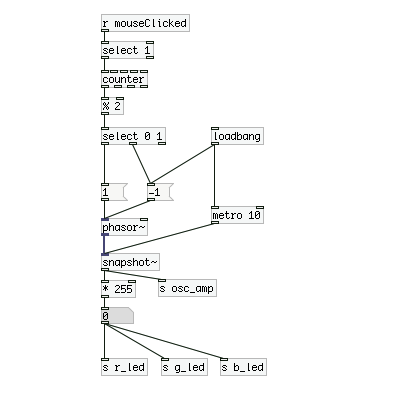 r mouseClicked
select 1
counter
% 2
select 0 1
loadbang
1
-1
metro 10
phasor~
snapshot~
* 255
s osc_amp
0
s r_led
s g_led
s b_led